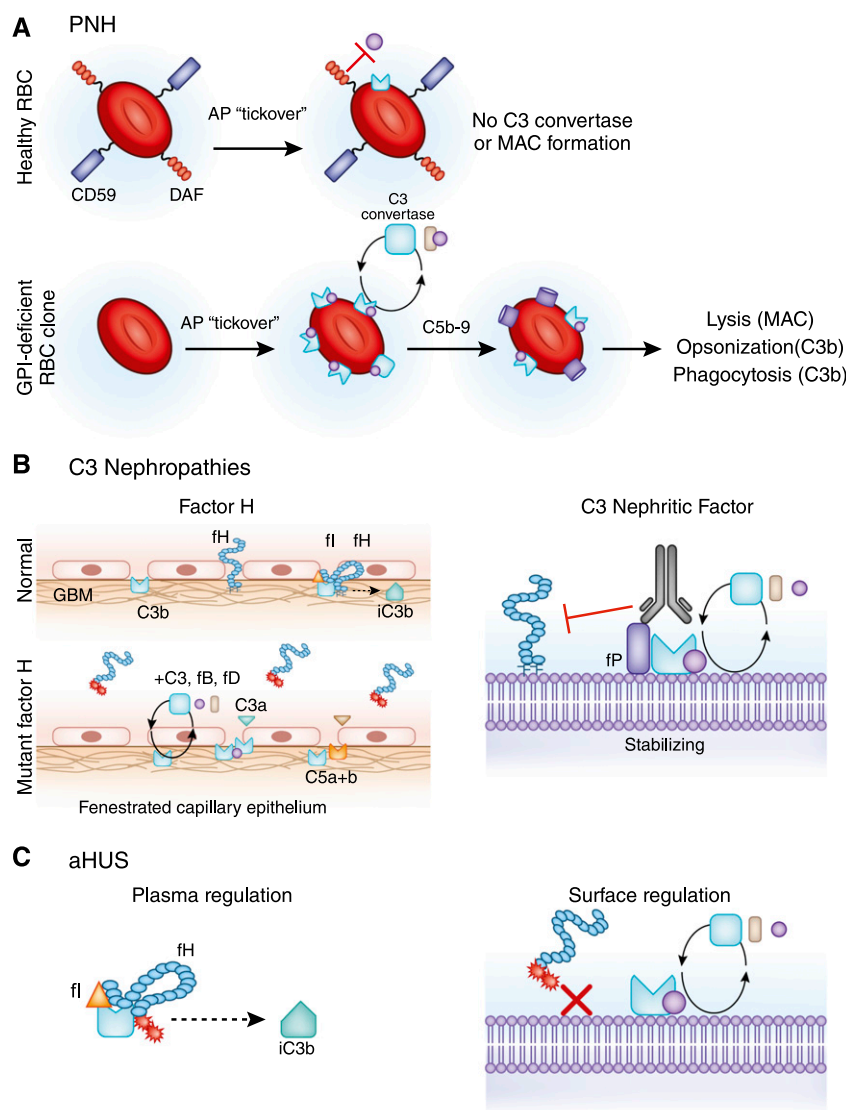 A PNH
Healthy RBC
AP “tickover”
CD59
DAF
No C3 convertase
or MAC formation
GPI-deficient
RBC clone
AP “tickover”
C3
convertase
C5b-9
Lysis (MAC)
Opsonization(C3b)
Phagocytosis (C3b)
B C3 Nephropathies
Factor H
Normal
fH
fI
fH
GBM
C3b
iC3b
Mutant factor H
+C3, fB, fD
C3a
C5a+b
Fenestrated capillary epithelium
C3 Nephritic Factor
fP
Stabilizing
C aHUS
Plasma regulation
fH
fI
iC3b
Surface regulation